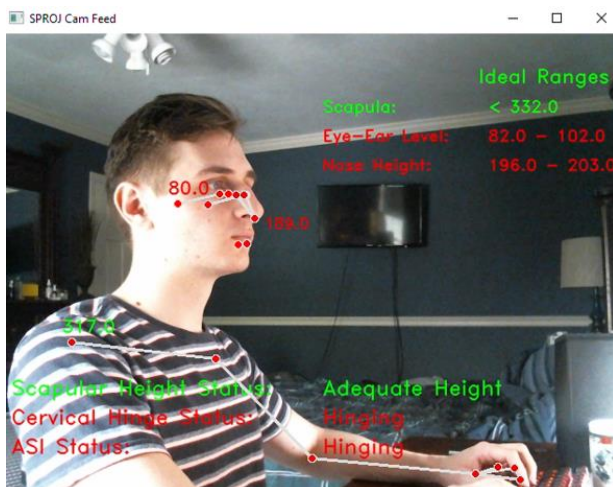 SPROJ Cam Feed
Ideal Ranges
Scapula: < 332.0
Eye-Ear Level: 82.0 - 102.0
Nose Height: 196.0 - 203.0
80.0
189.0
317.0
Scapular Height Status: Adequate Height
Cervical Hinge Status: Hinging
ASI Status: Hinging